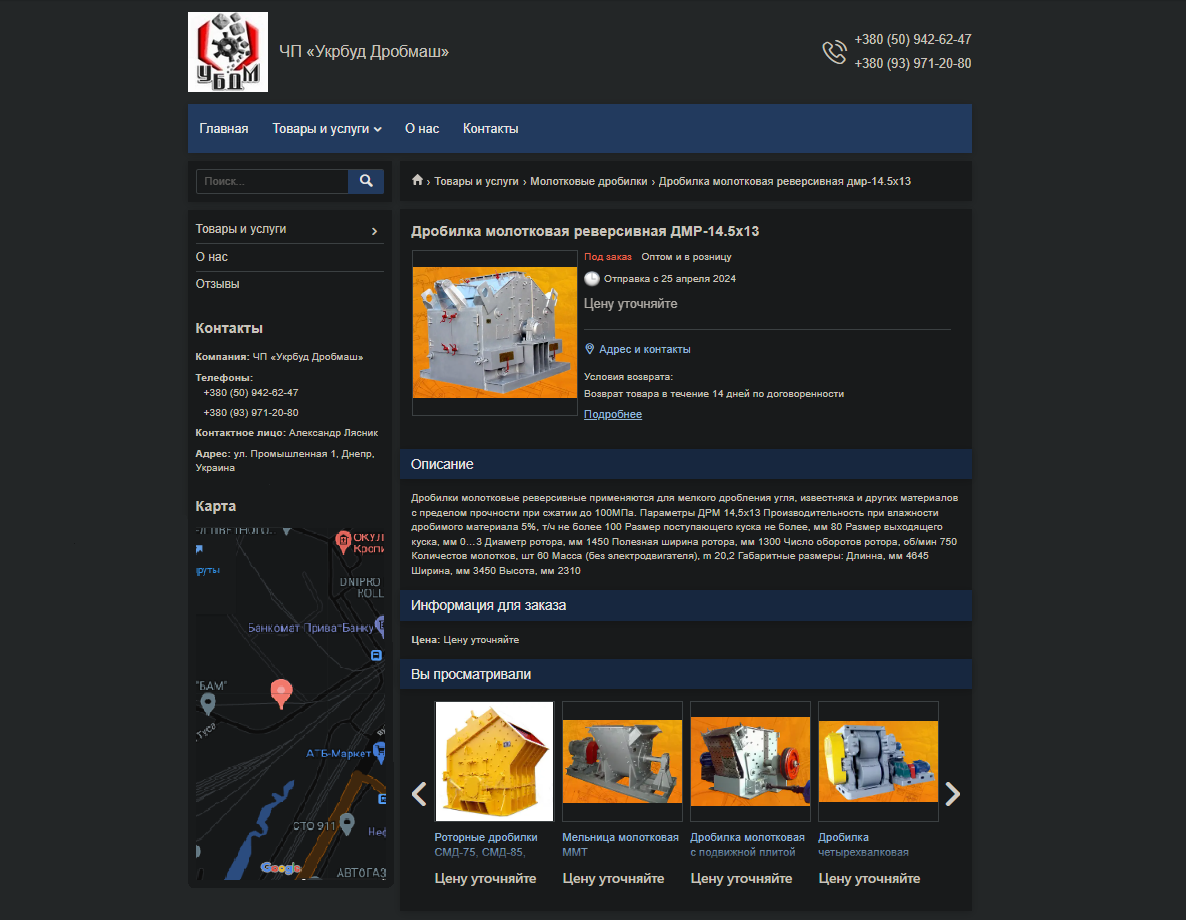 УБДМ
ЧП «Укрбуд Дробмаш»
+380 (50) 942-62-47
+380 (93) 971-20-80
Главная
Товары и услуги
О нас
Контакты
Поиск...
› Товары и услуги › Молотковые дробилки › Дробилка молотковая реверсивная дмр-14.5х13
Товары и услуги
О нас
Отзывы
Контакты
Компания: ЧП «Укрбуд Дробмаш»
Телефоны:
+380 (50) 942-62-47
+380 (93) 971-20-80
Контактное лицо: Александр Лясник
Адрес: ул. Промышленная 1, Днепр,
Украина
Карта
ОКУЛ
Кропи
руты
DNIPRO
ROLL
Банкомат ПриваʼБанку
"БАМ"
АТБ-Маркет
СТО 911
Неф
Google
АВТОГАЗ
Дробилка молотковая реверсивная ДМР-14.5х13
Под заказ Оптом и в розницу
Отправка с 25 апреля 2024
Цену уточняйте
Адрес и контакты
Условия возврата:
Возврат товара в течение 14 дней по договоренности
Подробнее
Описание
Дробилки молотковые реверсивные применяются для мелкого дробления угля, известняка и других материалов
с пределом прочности при сжатии до 100МПа. Параметры ДРМ 14,5х13 Производительность при влажности
дробимого материала 5%, т/ч не более 100 Размер поступающего куска не более, мм 80 Размер выходящего
куска, мм 0…3 Диаметр ротора, мм 1450 Полезная ширина ротора, мм 1300 Число оборотов ротора, об/мин 750
Количестов молотков, шт 60 Масса (без электродвигателя), m 20,2 Габаритные размеры: Длинна, мм 4645
Ширина, мм 3450 Высота, мм 2310
Информация для заказа
Цена: Цену уточняйте
Вы просматривали
Роторные дробилки
СМД-75, СМД-85,
Цену уточняйте
Мельница молотковая
ММТ
Цену уточняйте
Дробилка молотковая
с подвижной плитой
Цену уточняйте
Дробилка
четырехвалковая
Цену уточняйте